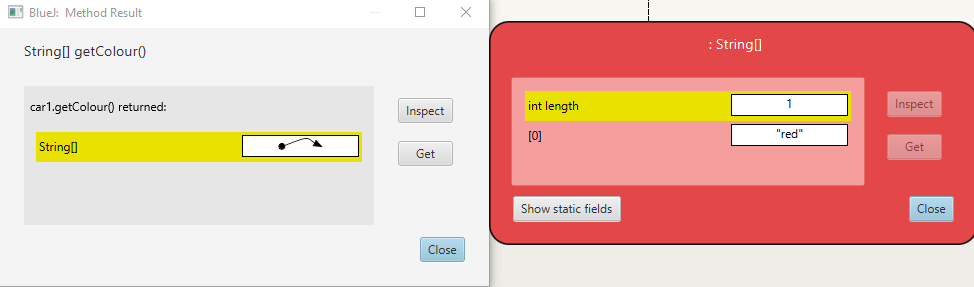 BlueJ: Method Result
String[] getColour()
car1.getColour() returned:
String[]
Inspect
Get
Close
: String[]
int length 1
[0] "red"
Inspect
Get
Show static fields
Close